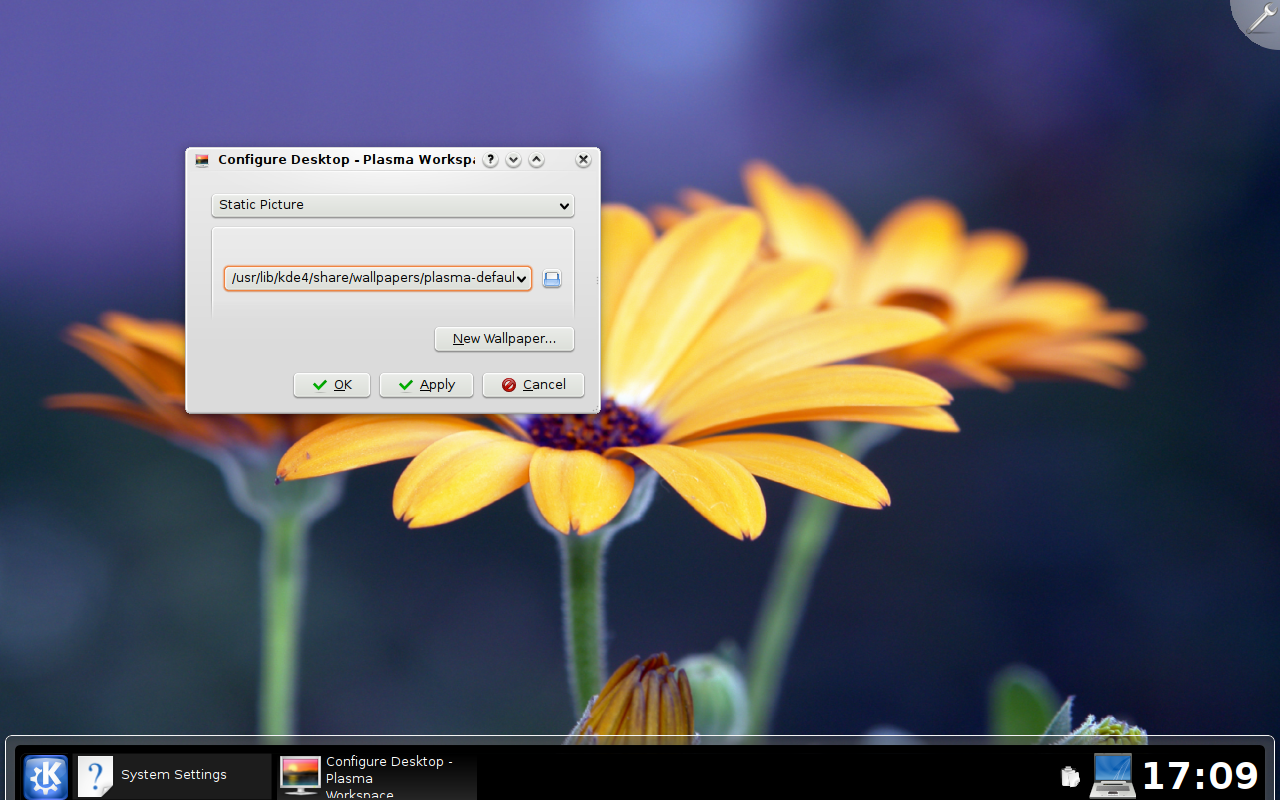 Configure Desktop - Plasma Workspa
Static Picture
/usr/lib/kde4/share/wallpapers/plasma-defaul
New Wallpaper...
OK
Apply
Cancel
System Settings
Configure Desktop -
Plasma
Workspace
17:09